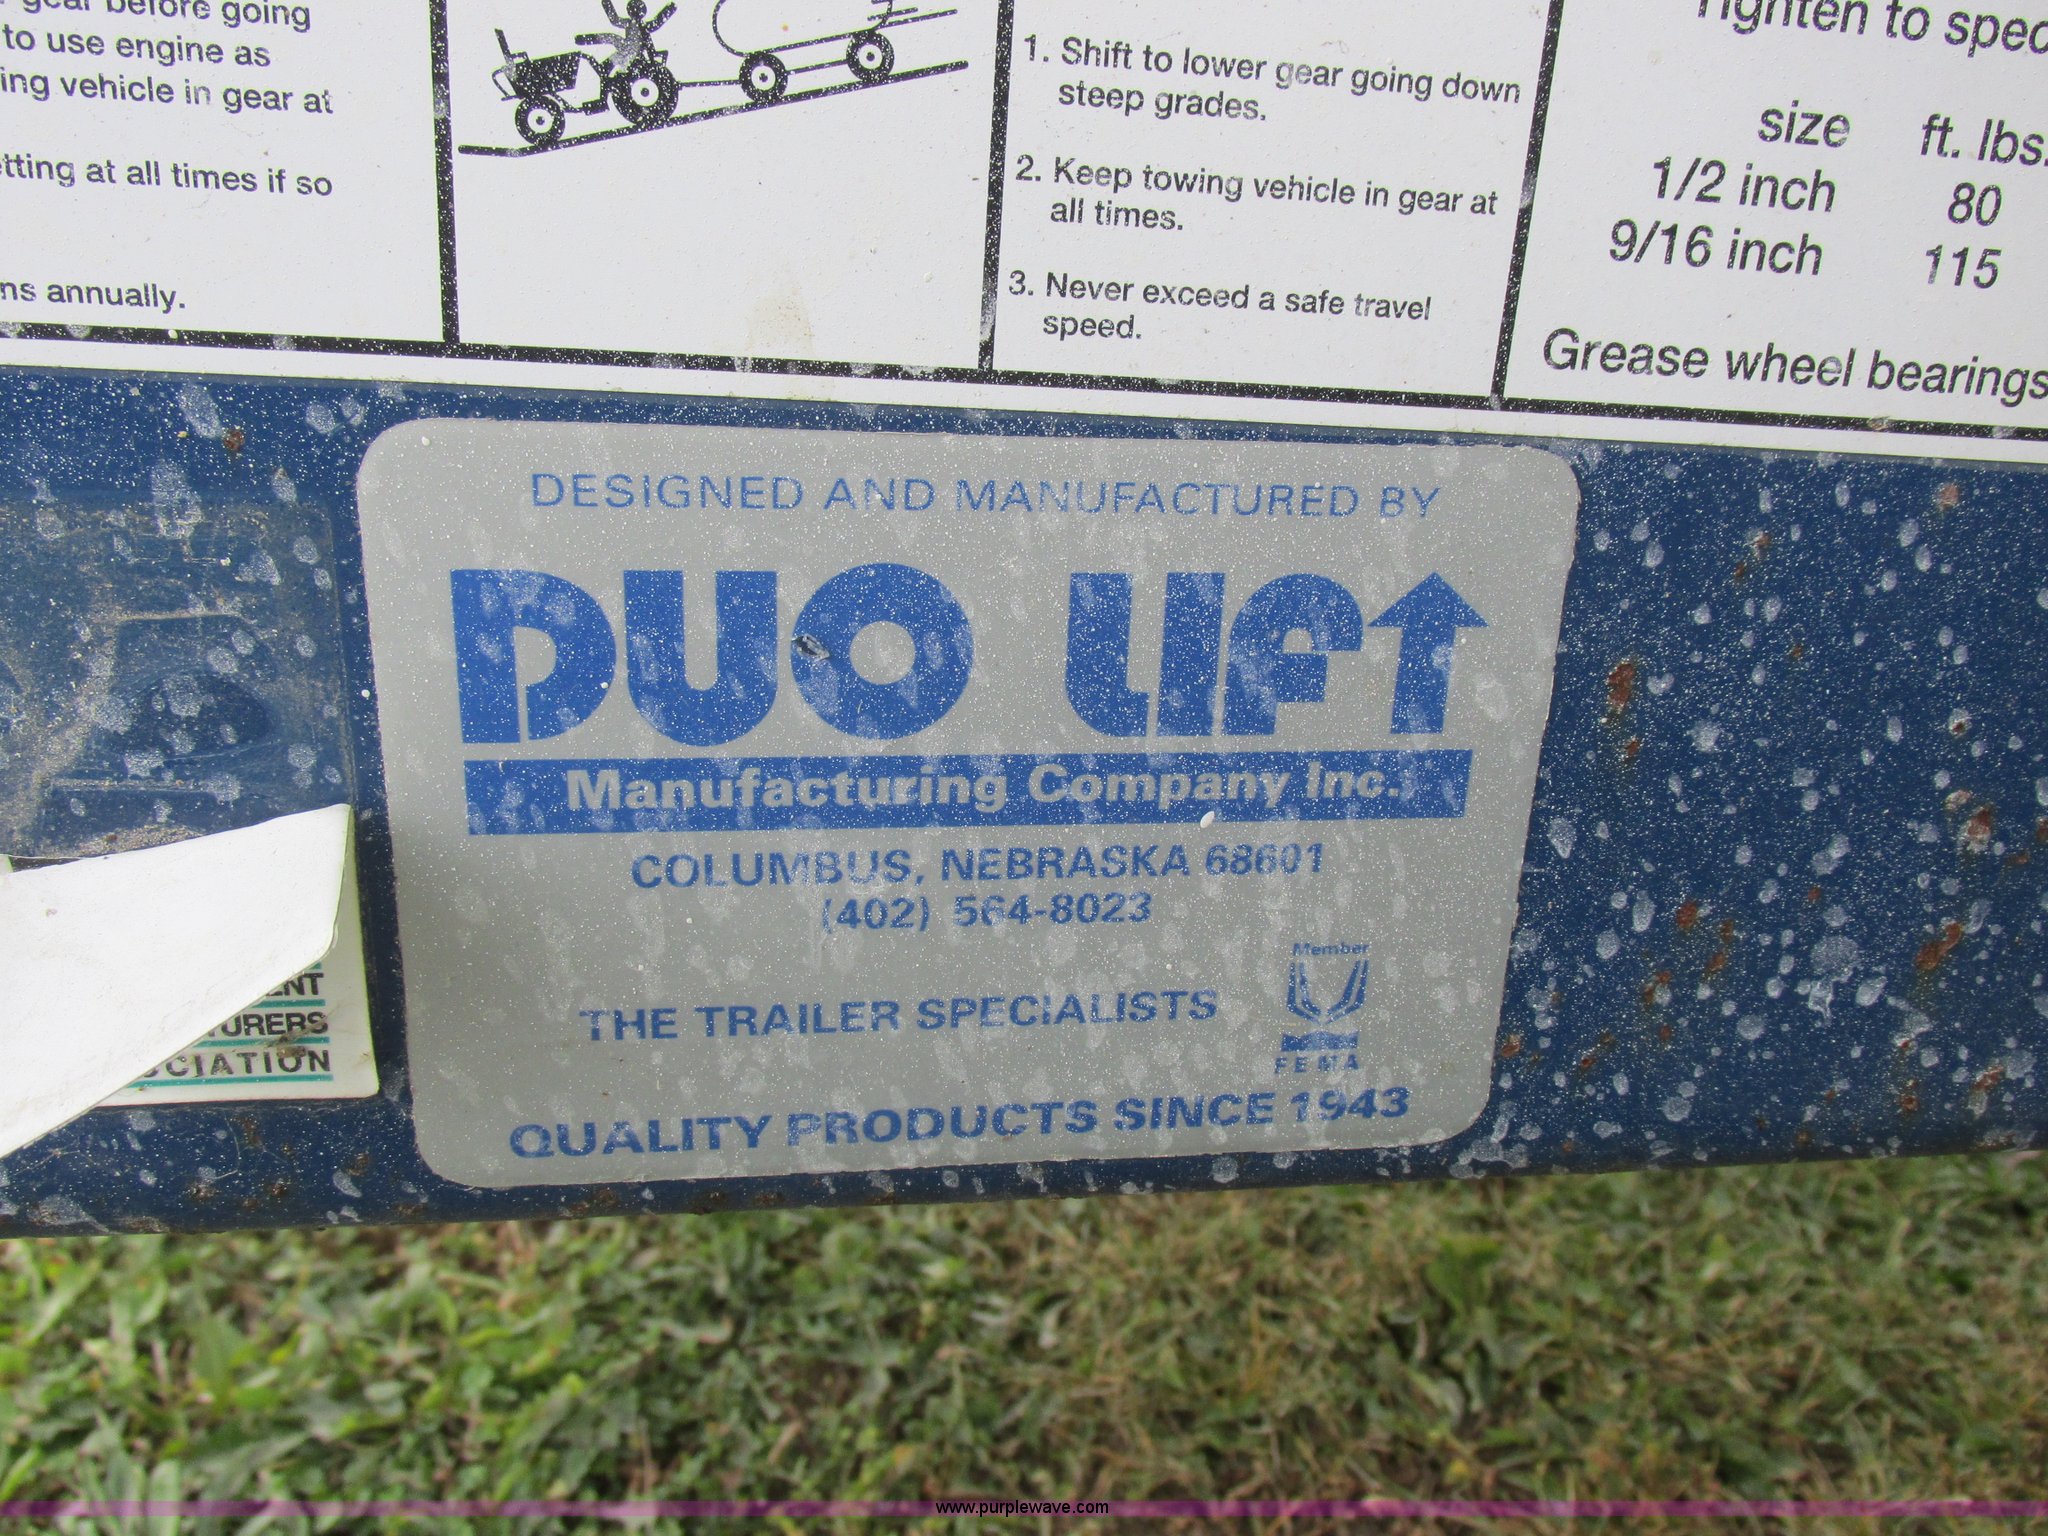 gear before going
to use engine as
ing vehicle in gear at
etting at all times if so
ns annually.
1. Shift to lower gear going down
steep grades.
2. Keep towing vehicle in gear at
all times.
3. Never exceed a safe travel
speed.
Tighten to spec
size ft. lbs.
1/2 inch 80
9/16 inch 115
Grease wheel bearings
DESIGNED AND MANUFACTURED BY
DUO LIFT
Manufacturing Company Inc.
COLUMBUS, NEBRASKA 68601
(402) 564-8023
Member
FEMA
THE TRAILER SPECIALISTS
QUALITY PRODUCTS SINCE 1943
ENT
TURERS
CIATION
www.purplewave.com